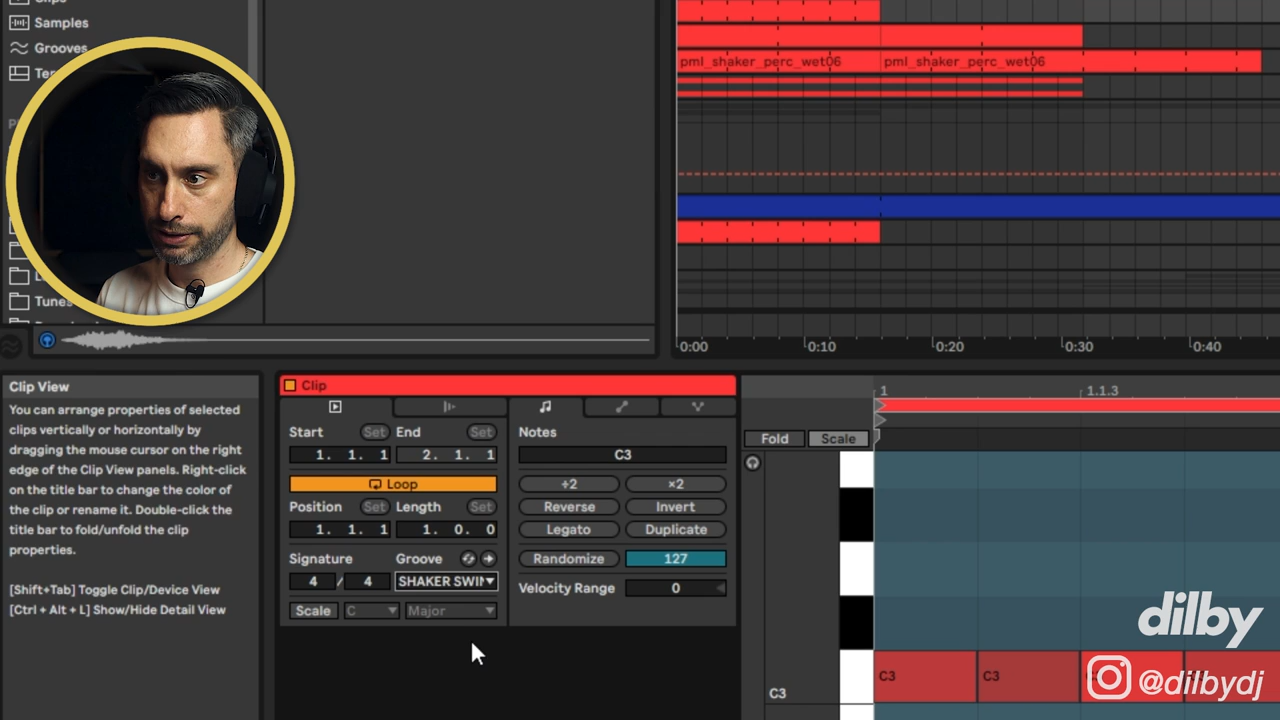 Clips
Samples
Grooves
Tunes
pml_shaker_perc_wet06 pml_shaker_perc_wet06
0:00 0:10 0:20 0:30 0:40
Clip View
You can arrange properties of selected
clips vertically or horizontally by
dragging the mouse cursor on the right
edge of the Clip View panels. Right-click
on the title bar to change the color of
the clip or rename it. Double-click the
title bar to fold/unfold the clip
properties.
[Shift+Tab] Toggle Clip/Device View
[Ctrl + Alt + L] Show/Hide Detail View
Clip
Start Set End Set
1. 1. 1 2. 1. 1
Loop
Position Set Length Set
1. 1. 1 1. 0. 0
Signature Groove
4 / 4 SHAKER SWIN
Scale C Major
Notes
C3
÷2 ×2
Reverse Invert
Legato Duplicate
Randomize 127
Velocity Range 0
1 1.1.3
Fold Scale
C3
C3 C3
dilby
@dilbydj